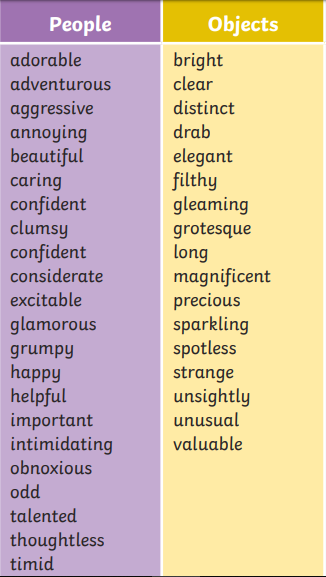 People
adorable
adventurous
aggressive
annoying
beautiful
caring
confident
clumsy
confident
considerate
excitable
glamorous
grumpy
happy
helpful
important
intimidating
obnoxious
odd
talented
thoughtless
timid
Objects
bright
clear
distinct
drab
elegant
filthy
gleaming
grotesque
long
magnificent
precious
sparkling
spotless
strange
unsightly
unusual
valuable